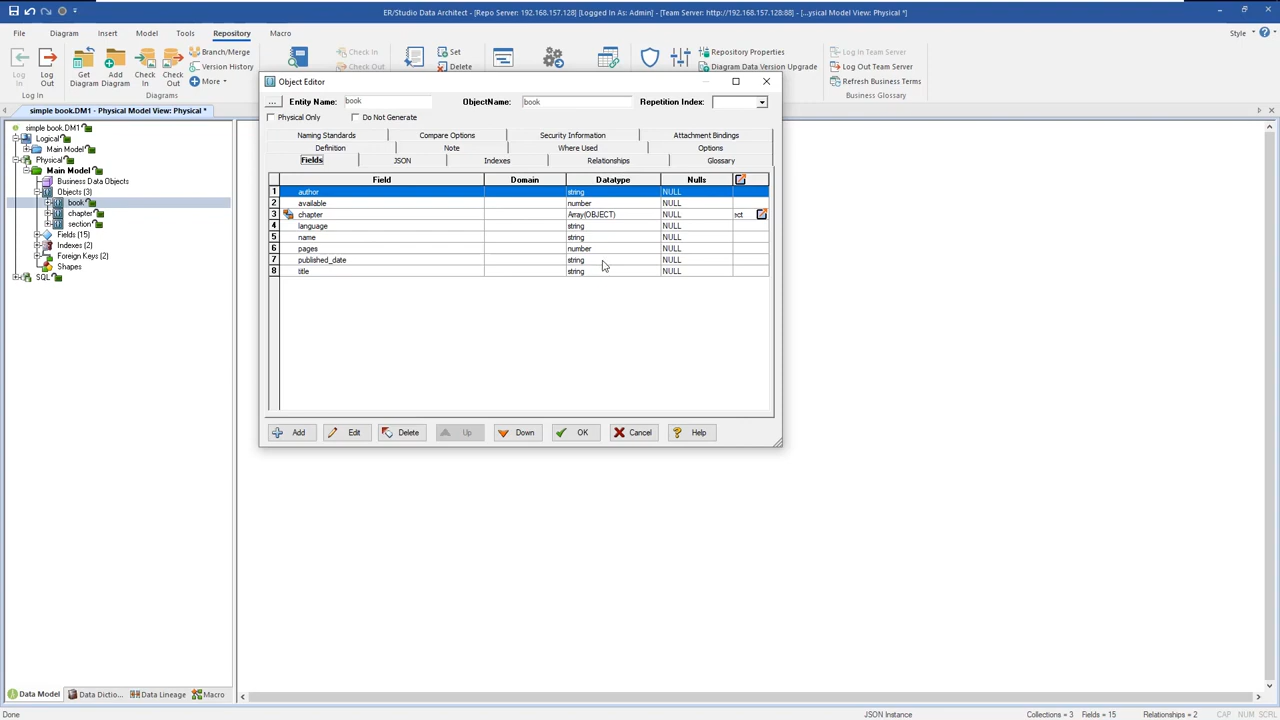 ER/Studio Data Architect - [Repo Server: 192.168.157.128] [Logged In As: Admin] - [Team Server: http://192.168.157.128:88] - [...ysical Model View: Physical *]
File Diagram Insert Model Tools Repository Macro Style
Log In
Log Out
Get Diagram
Add Diagram
Check In
Check Out
Branch/Merge
Version History
More
Check In
Check Out
Set
Delete
Repository Properties
Diagram Data Version Upgrade
Log In Team Server
Log Out Team Server
Refresh Business Terms
Log In Diagrams Business Glossary
simple book.DM1 - Physical Model View: Physical *
simple book.DM1
Logical
Main Model
Physical
Main Model
Business Data Objects
Objects (3)
book
chapter
section
Fields (15)
Indexes (2)
Foreign Keys (2)
Shapes
SQL
Object Editor
... Entity Name: book ObjectName: book Repetition Index:
Physical Only Do Not Generate
Naming Standards Compare Options Security Information Attachment Bindings
Definition Note Where Used Options
Fields JSON Indexes Relationships Glossary
Field Domain Datatype Nulls
1 author string NULL
2 available number NULL
3 chapter Array(OBJECT) NULL ect
4 language string NULL
5 name string NULL
6 pages number NULL
7 published_date string NULL
8 title string NULL
Add Edit Delete Up Down OK Cancel Help
Data Model Data Dictio... Data Lineage Macro
Done JSON Instance Collections = 3 Fields = 15 Relationships = 2 CAP NUM SCRL